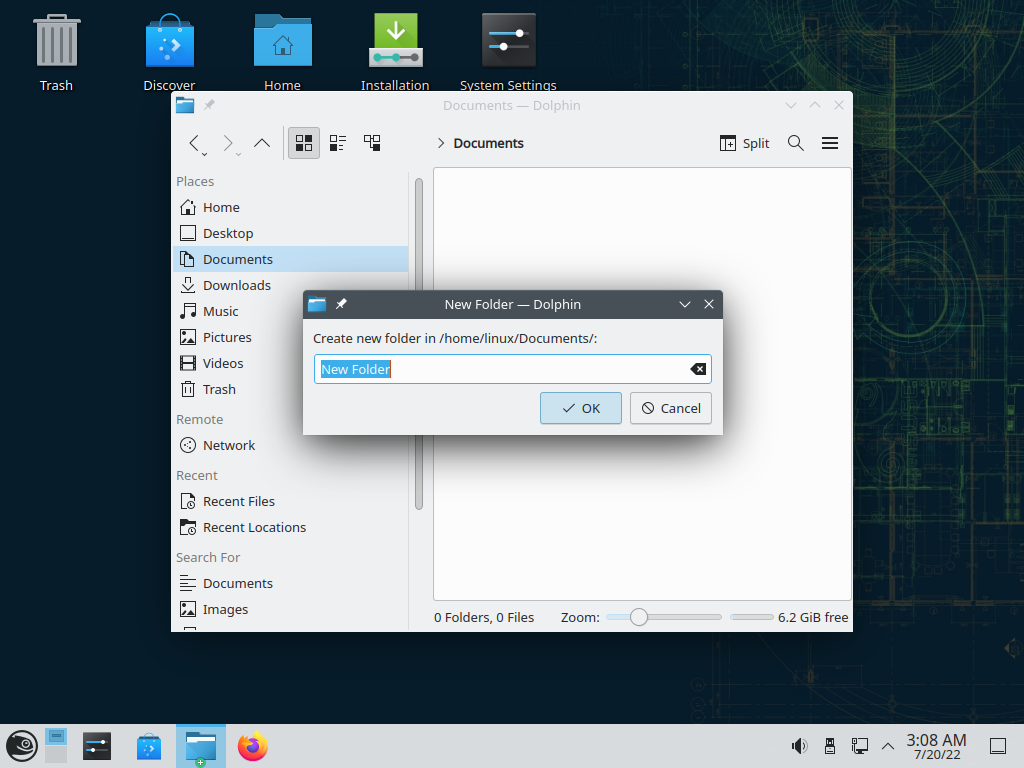 Trash
Discover
Home
Installation
System Settings
Documents — Dolphin
Documents
Split
Places
Home
Desktop
Documents
Downloads
Music
Pictures
Videos
Trash
Remote
Network
Recent
Recent Files
Recent Locations
Search For
Documents
Images
New Folder — Dolphin
Create new folder in /home/linux/Documents/:
New Folder
OK
Cancel
0 Folders, 0 Files
Zoom:
6.2 GiB free
3:08 AM
7/20/22